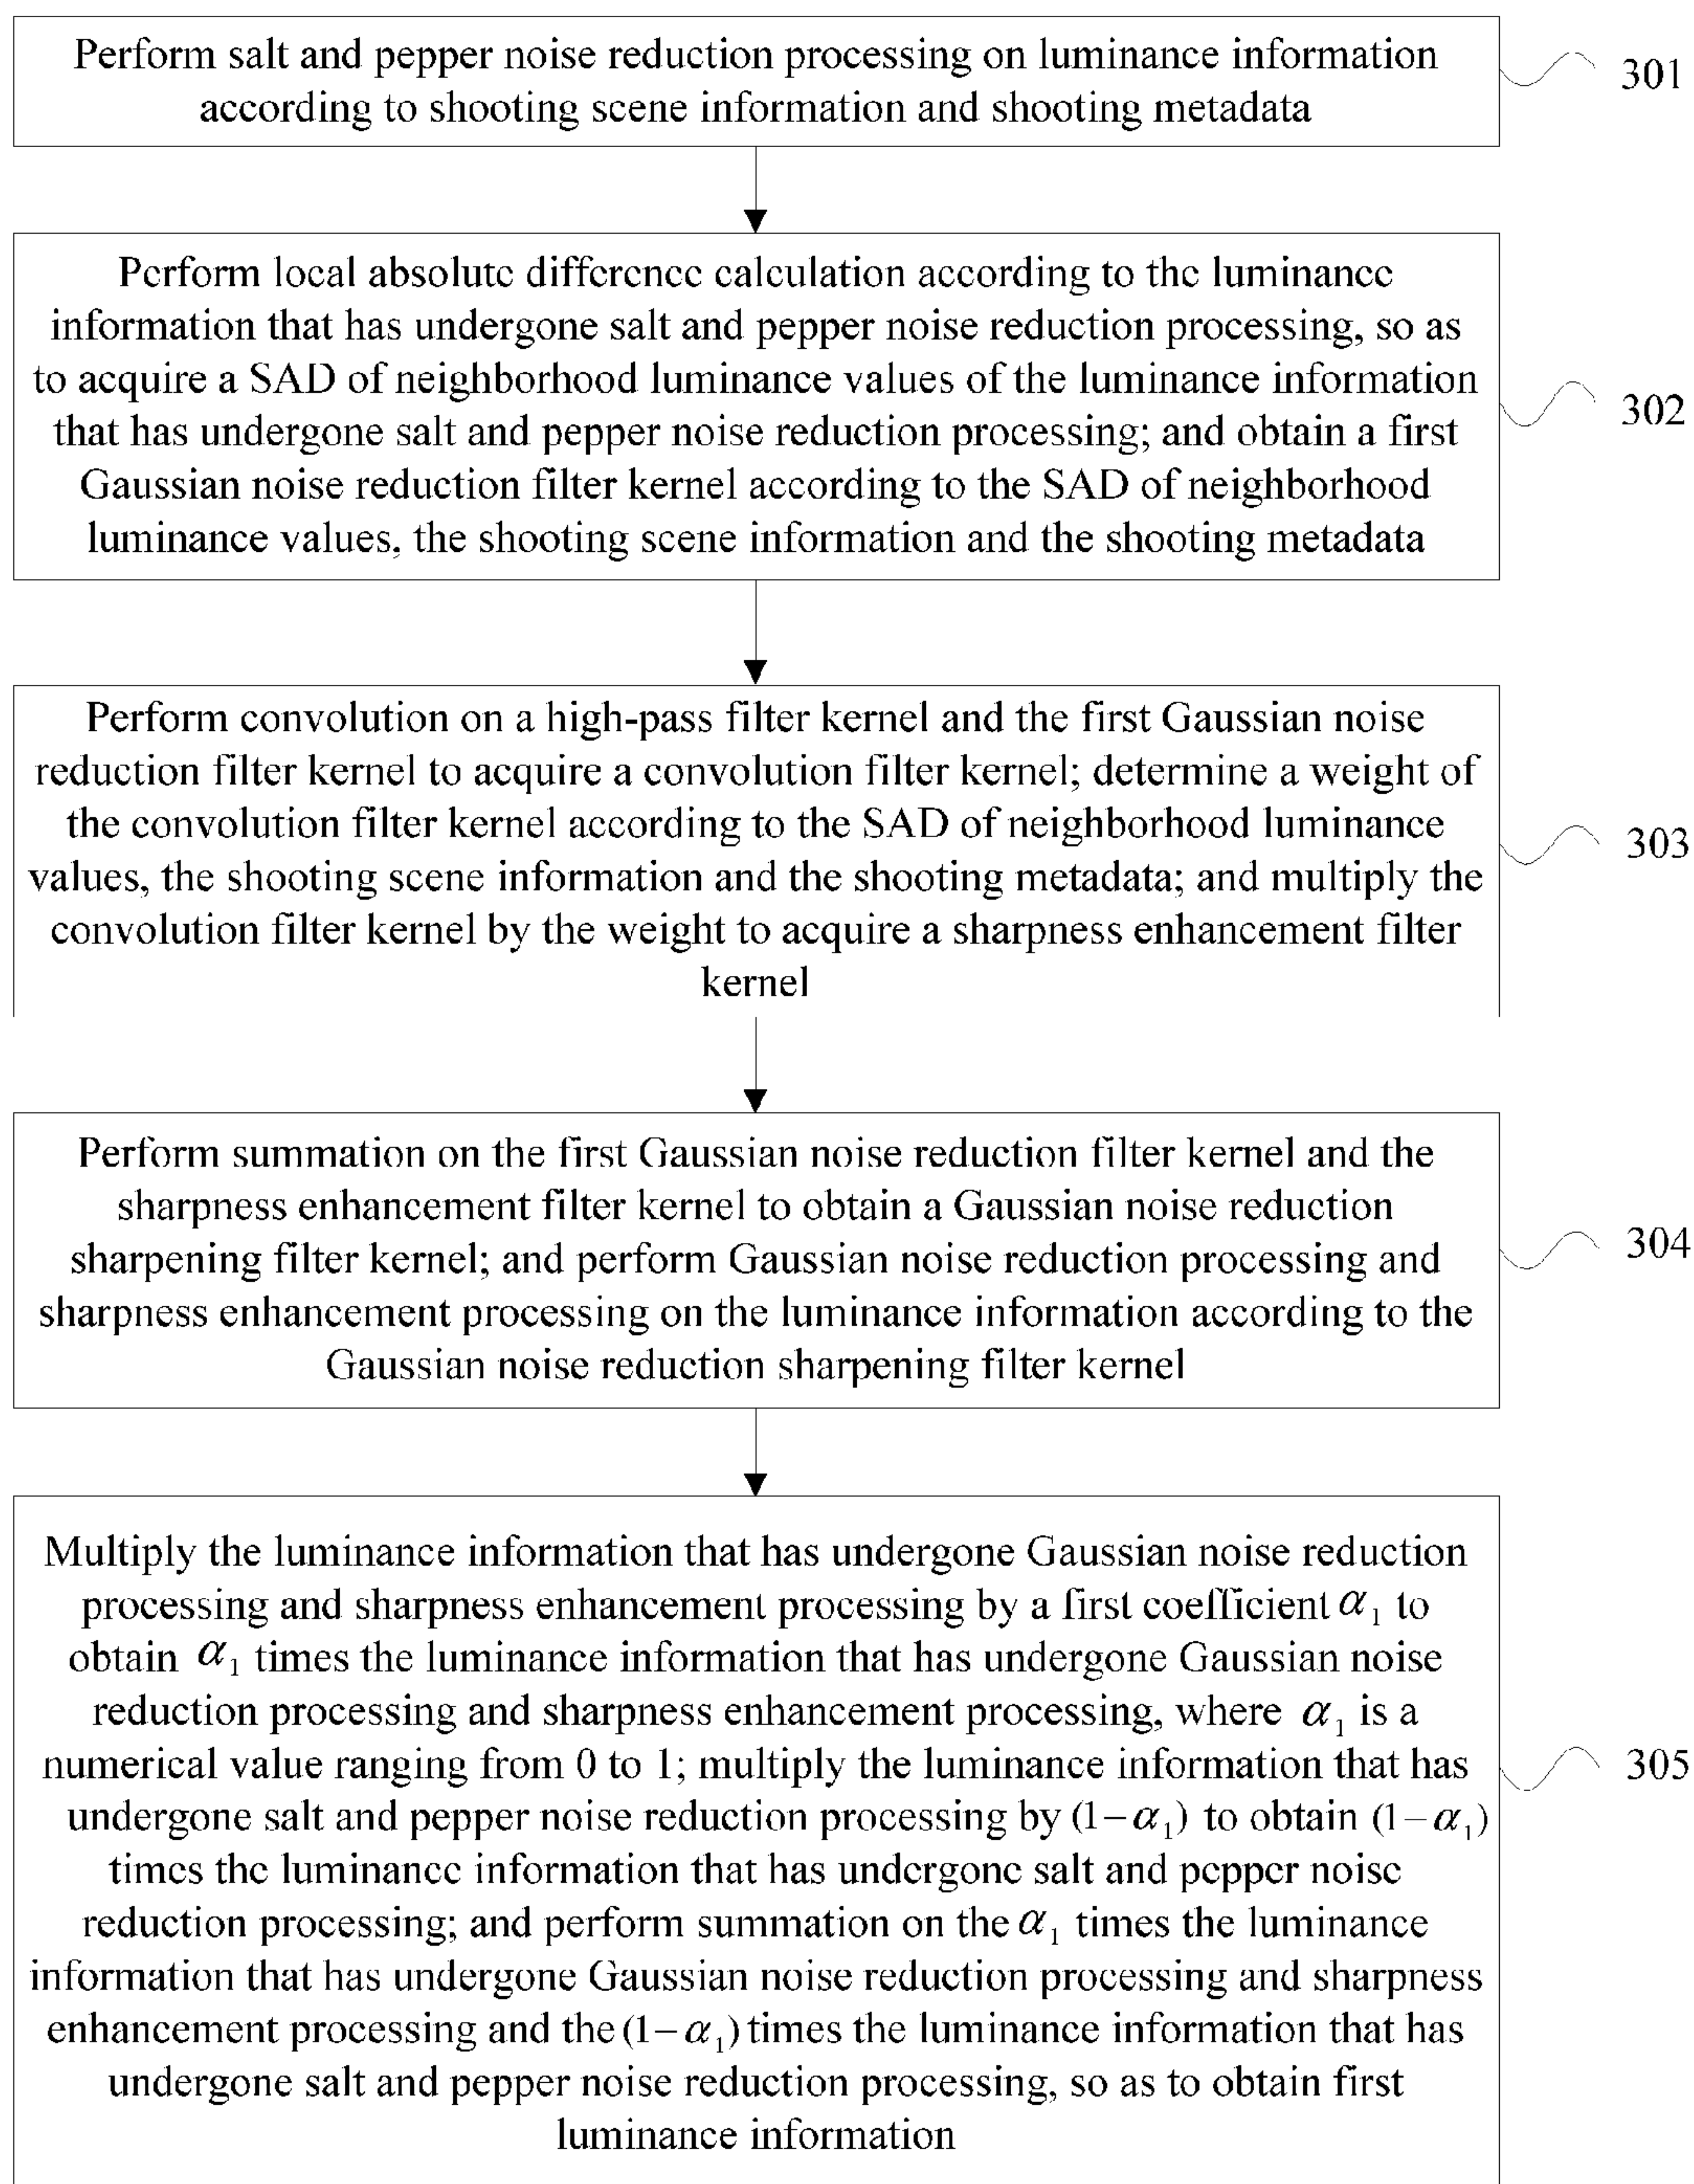 Perform salt and pepper noise reduction processing on luminance information
according to shooting scene information and shooting metadata
301
Perform local absolute difference calculation according to the luminance
information that has undergone salt and pepper noise reduction processing, so as
to acquire a SAD of neighborhood luminance values of the luminance information
that has undergone salt and pepper noise reduction processing; and obtain a first
Gaussian noise reduction filter kernel according to the SAD of neighborhood
luminance values, the shooting scene information and the shooting metadata
302
Perform convolution on a high-pass filter kernel and the first Gaussian noise
reduction filter kernel to acquire a convolution filter kernel; determine a weight of
the convolution filter kernel according to the SAD of neighborhood luminance
values, the shooting scene information and the shooting metadata; and multiply the
convolution filter kernel by the weight to acquire a sharpness enhancement filter
kernel
303
Perform summation on the first Gaussian noise reduction filter kernel and the
sharpness enhancement filter kernel to obtain a Gaussian noise reduction
sharpening filter kernel; and perform Gaussian noise reduction processing and
sharpness enhancement processing on the luminance information according to the
Gaussian noise reduction sharpening filter kernel
304
Multiply the luminance information that has undergone Gaussian noise reduction
processing and sharpness enhancement processing by a first coefficient α₁ to
obtain α₁ times the luminance information that has undergone Gaussian noise
reduction processing and sharpness enhancement processing, where α₁ is a
numerical value ranging from 0 to 1; multiply the luminance information that has
undergone salt and pepper noise reduction processing by (1−α₁) to obtain (1−α₁)
times the luminance information that has undergone salt and pepper noise
reduction processing; and perform summation on the α₁ times the luminance
information that has undergone Gaussian noise reduction processing and sharpness
enhancement processing and the (1−α₁) times the luminance information that has
undergone salt and pepper noise reduction processing, so as to obtain first
luminance information
305